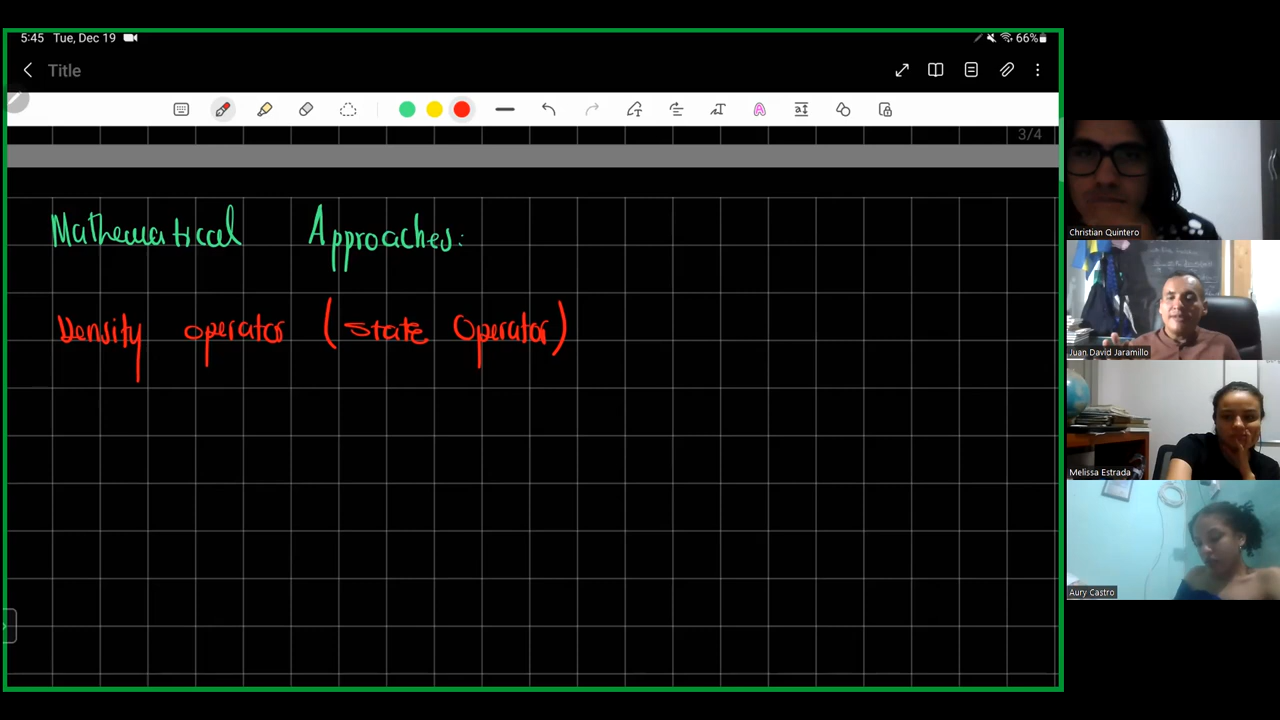 5:45 Tue, Dec 19 66%
Title
3/4
Mathematical Approaches:
Density operator (State Operator)
Christian Quintero
Juan David Jaramillo
Melissa Estrada
Aury Castro